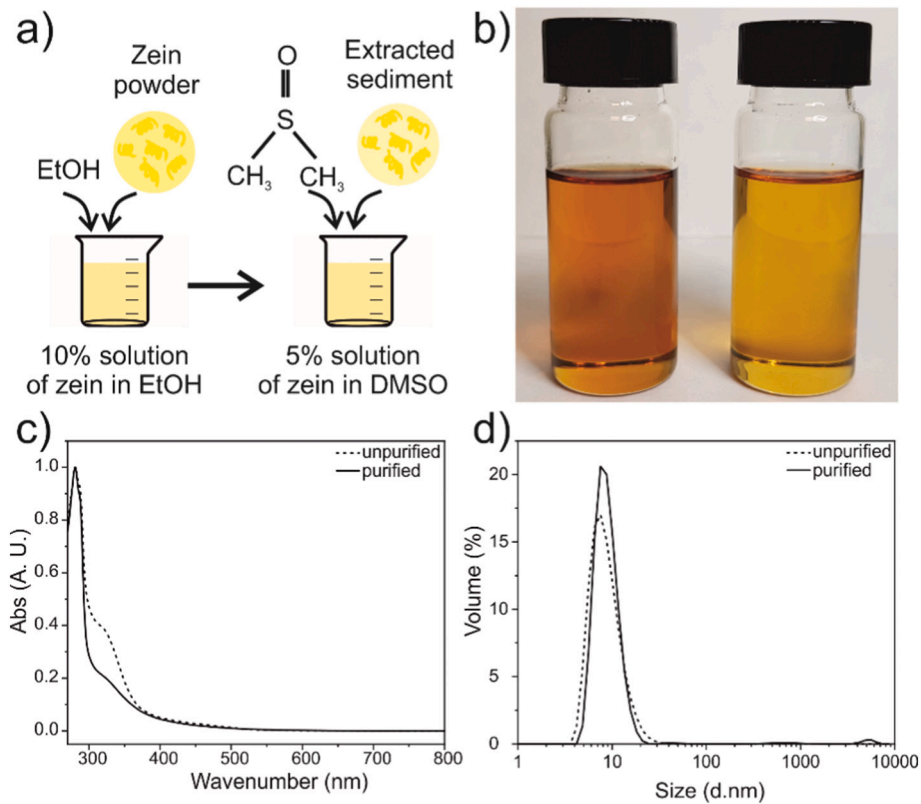 a)
Zein
powder
EtOH
O
S
CH3
CH3
Extracted
sediment
10% solution
of zein in EtOH
5% solution
of zein in DMSO
b)
c)
unpurified
purified
1.0
0.8
0.6
0.4
0.2
0.0
Abs (A. U.)
300
400
500
600
700
800
Wavenumber (nm)
d)
unpurified
purified
20
15
10
5
0
Volume (%)
1
10
100
1000
10000
Size (d.nm)